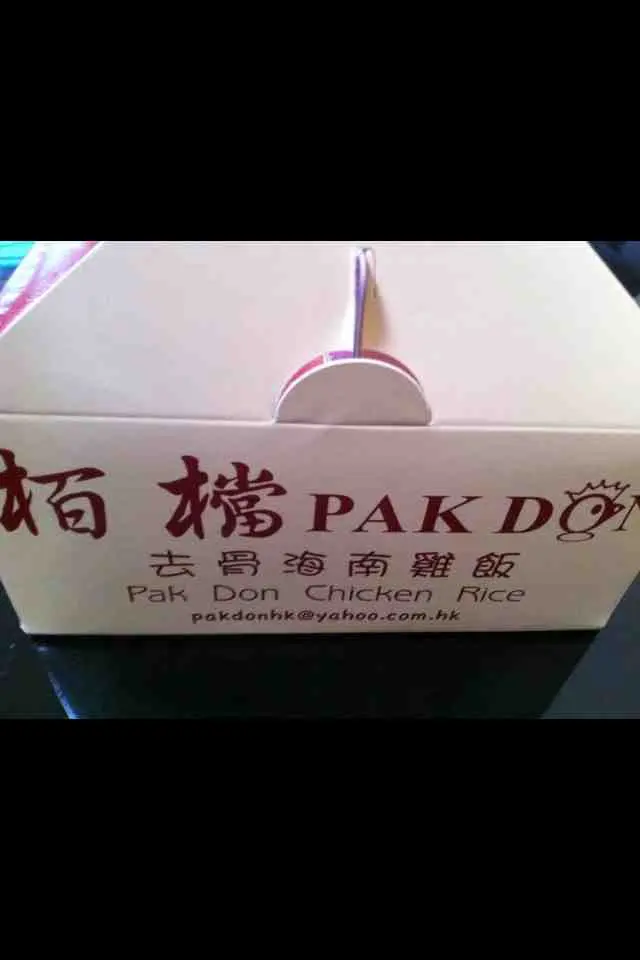 栢檔 PAK DON
去骨海南雞飯
Pak Don Chicken Rice
pakdonhk@yahoo.com.hk